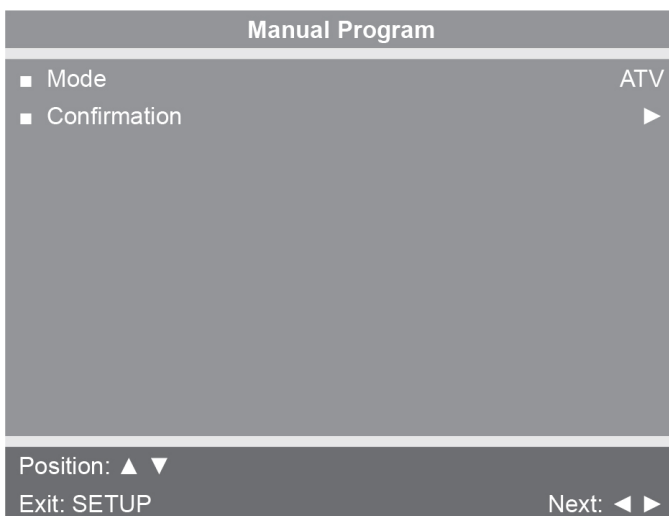 Manual Program
■ Mode ATV
■ Confirmation ►
Position: ▲ ▼
Exit: SETUP Next: ◄ ►